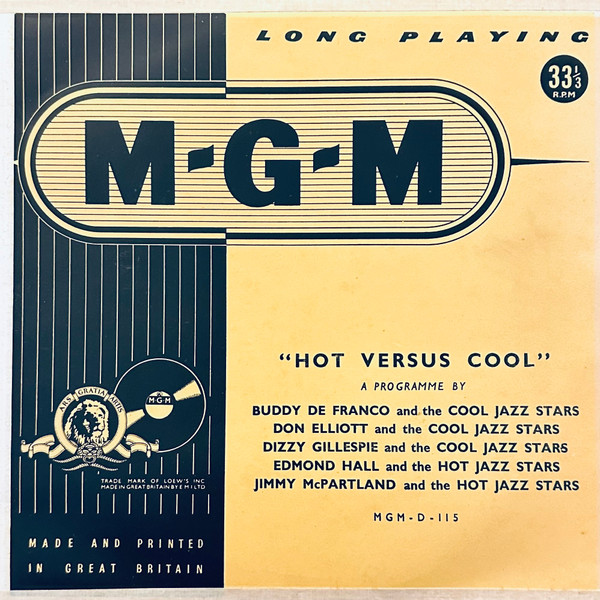 LONG PLAYING
33 1/3
R.P.M
M-G-M
"HOT VERSUS COOL"
A PROGRAMME BY
BUDDY DE FRANCO and the COOL JAZZ STARS
DON ELLIOTT and the COOL JAZZ STARS
DIZZY GILLESPIE and the COOL JAZZ STARS
EDMOND HALL and the HOT JAZZ STARS
JIMMY McPARTLAND and the HOT JAZZ STARS
MGM-D-115
ARS GRATIA ARTIS
M-G-M
TRADE MARK OF LOEW'S INC
MADE IN GREAT BRITAIN BY E M I LTD
MADE AND PRINTED
IN GREAT BRITAIN